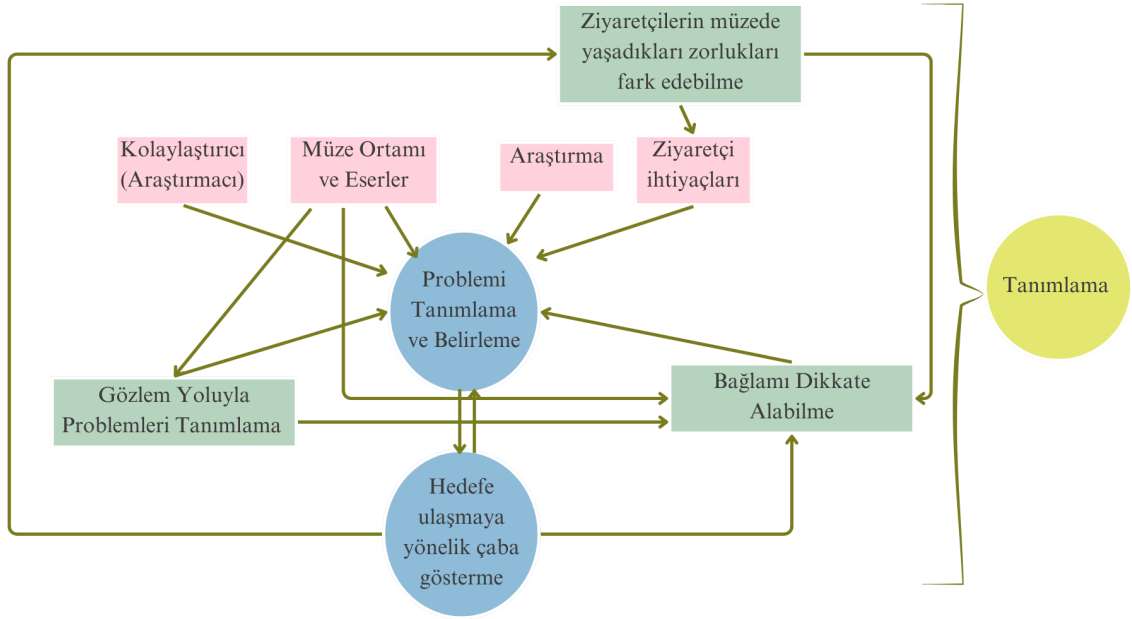 Ziyaretçilerin müzede
yaşadıkları zorlukları
fark edebilme
Kolaylaştırıcı
(Araştırmacı)
Müze Ortamı
ve Eserler
Araştırma
Ziyaretçi
ihtiyaçları
Problemi
Tanımlama
ve Belirleme
Tanımlama
Gözlem Yoluyla
Problemleri Tanımlama
Bağlamı Dikkate
Alabilme
Hedefe
ulaşmaya
yönelik çaba
gösterme